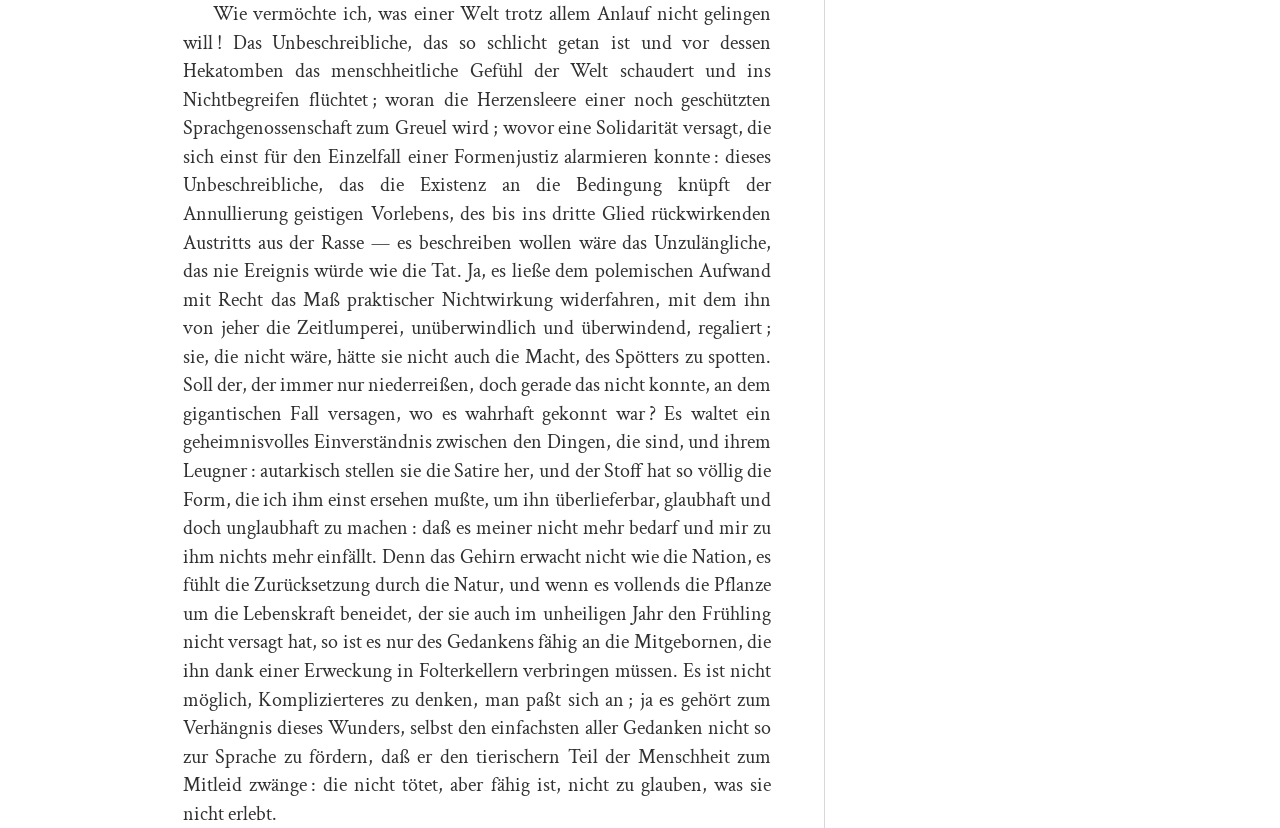 Wie vermöchte ich, was einer Welt trotz allem Anlauf nicht gelingen
will ! Das Unbeschreibliche, das so schlicht getan ist und vor dessen
Hekatomben das menschheitliche Gefühl der Welt schaudert und ins
Nichtbegreifen flüchtet ; woran die Herzensleere einer noch geschützten
Sprachgenossenschaft zum Greuel wird ; wovor eine Solidarität versagt, die
sich einst für den Einzelfall einer Formenjustiz alarmieren konnte : dieses
Unbeschreibliche, das die Existenz an die Bedingung knüpft der
Annullierung geistigen Vorlebens, des bis ins dritte Glied rückwirkenden
Austritts aus der Rasse — es beschreiben wollen wäre das Unzulängliche,
das nie Ereignis würde wie die Tat. Ja, es ließe dem polemischen Aufwand
mit Recht das Maß praktischer Nichtwirkung widerfahren, mit dem ihn
von jeher die Zeitlumperei, unüberwindlich und überwindend, regaliert ;
sie, die nicht wäre, hätte sie nicht auch die Macht, des Spötters zu spotten.
Soll der, der immer nur niederreißen, doch gerade das nicht konnte, an dem
gigantischen Fall versagen, wo es wahrhaft gekonnt war ? Es waltet ein
geheimnisvolles Einverständnis zwischen den Dingen, die sind, und ihrem
Leugner : autarkisch stellen sie die Satire her, und der Stoff hat so völlig die
Form, die ich ihm einst ersehen mußte, um ihn überlieferbar, glaubhaft und
doch unglaubhaft zu machen : daß es meiner nicht mehr bedarf und mir zu
ihm nichts mehr einfällt. Denn das Gehirn erwacht nicht wie die Nation, es
fühlt die Zurücksetzung durch die Natur, und wenn es vollends die Pflanze
um die Lebenskraft beneidet, der sie auch im unheiligen Jahr den Frühling
nicht versagt hat, so ist es nur des Gedankens fähig an die Mitgebornen, die
ihn dank einer Erweckung in Folterkellern verbringen müssen. Es ist nicht
möglich, Komplizierteres zu denken, man paßt sich an ; ja es gehört zum
Verhängnis dieses Wunders, selbst den einfachsten aller Gedanken nicht so
zur Sprache zu fördern, daß er den tierischern Teil der Menschheit zum
Mitleid zwänge : die nicht tötet, aber fähig ist, nicht zu glauben, was sie
nicht erlebt.